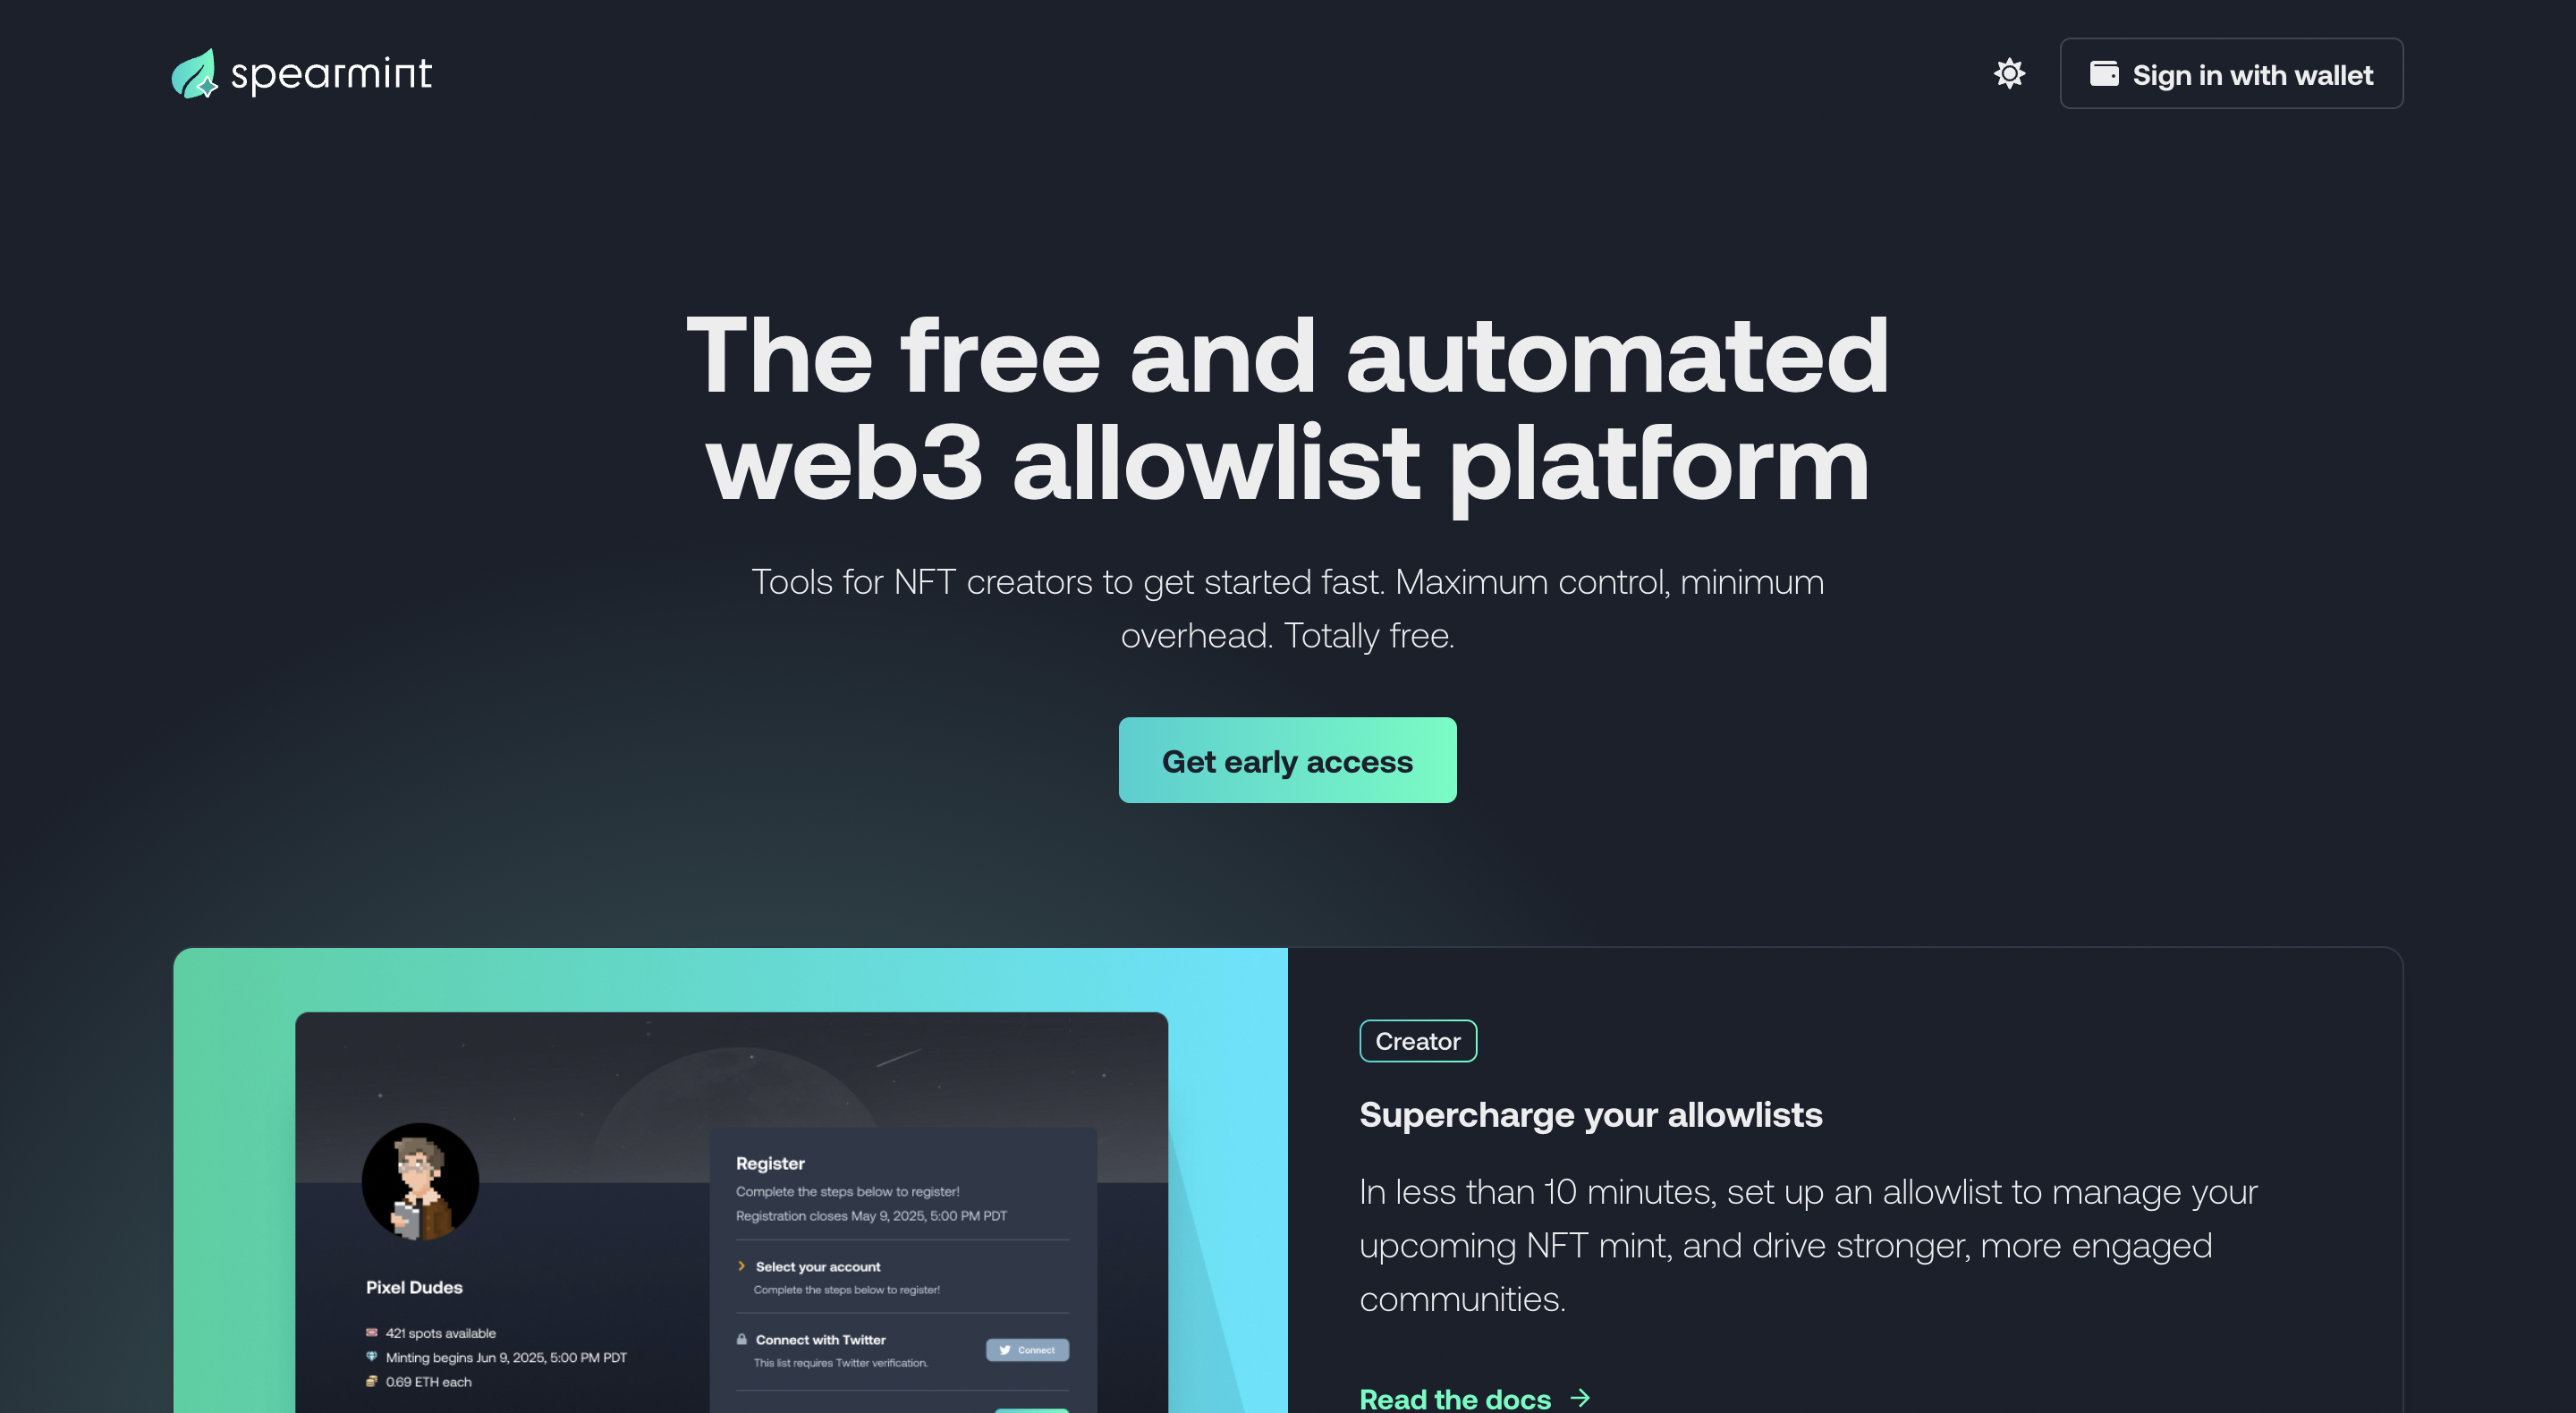 spearmint
Sign in with wallet
The free and automated
web3 allowlist platform
Tools for NFT creators to get started fast. Maximum control, minimum
overhead. Totally free.
Get early access
Pixel Dudes
421 spots available
Minting begins Jun 9, 2025, 5:00 PM PDT
0.69 ETH each
Register
Complete the steps below to register!
Registration closes May 9, 2025, 5:00 PM PDT
Select your account
Complete the steps below to register!
Connect with Twitter
This list requires Twitter verification.
Connect
Creator
Supercharge your allowlists
In less than 10 minutes, set up an allowlist to manage your
upcoming NFT mint, and drive stronger, more engaged
communities.
Read the docs